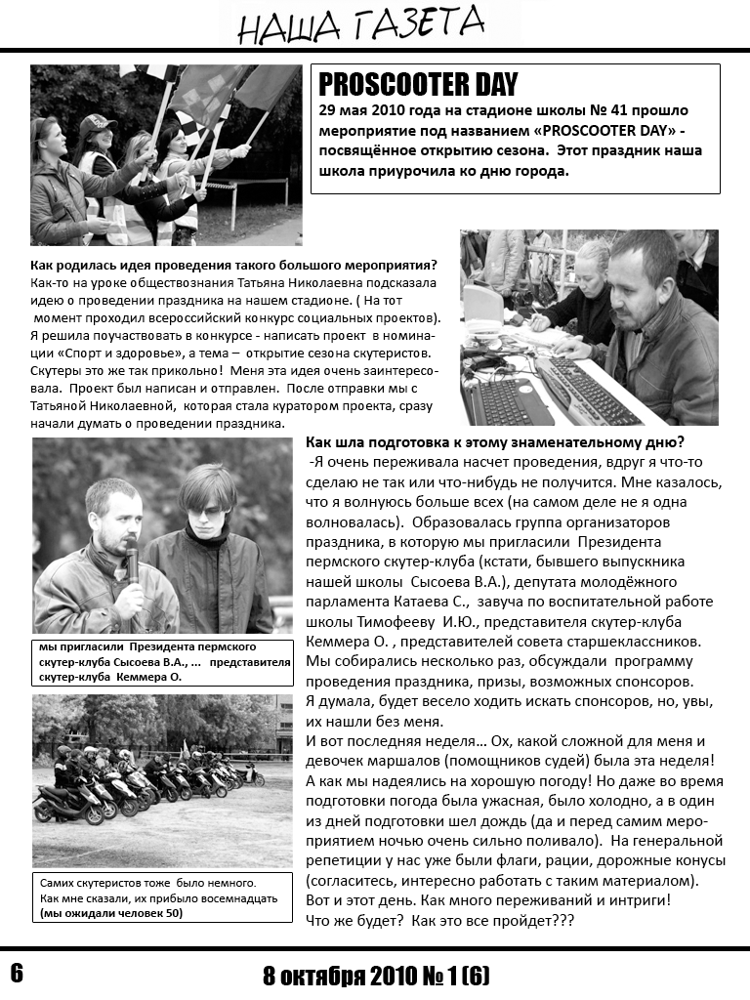 НАША ГАЗЕТА
PROSCOOTER DAY
29 мая 2010 года на стадионе школы № 41 прошло
мероприятие под названием «PROSCOOTER DAY» -
посвящённое открытию сезона. Этот праздник наша
школа приурочила ко дню города.
Как родилась идея проведения такого большого мероприятия?
Как-то на уроке обществознания Татьяна Николаевна подсказала
идею о проведении праздника на нашем стадионе. ( На тот
момент проходил всероссийский конкурс социальных проектов).
Я решила поучаствовать в конкурсе - написать проект в номина-
ции «Спорт и здоровье», а тема – открытие сезона скутеристов.
Скутеры это же так прикольно! Меня эта идея очень заинтересо-
вала. Проект был написан и отправлен. После отправки мы с
Татьяной Николаевной, которая стала куратором проекта, сразу
начали думать о проведении праздника.
Как шла подготовка к этому знаменательному дню?
-Я очень переживала насчет проведения, вдруг я что-то
сделаю не так или что-нибудь не получится. Мне казалось,
что я волнуюсь больше всех (на самом деле не я одна
волновалась). Образовалась группа организаторов
праздника, в которую мы пригласили Президента
пермского скутер-клуба (кстати, бывшего выпускника
нашей школы Сысоева В.А.), депутата молодёжного
парламента Катаева С., завуча по воспитательной работе
школы Тимофееву И.Ю., представителя скутер-клуба
Кеммера О. , представителей совета старшеклассников.
Мы собирались несколько раз, обсуждали программу
проведения праздника, призы, возможных спонсоров.
Я думала, будет весело ходить искать спонсоров, но, увы,
их нашли без меня.
И вот последняя неделя... Ох, какой сложной для меня и
девочек маршалов (помощников судей) была эта неделя!
А как мы надеялись на хорошую погоду! Но даже во время
подготовки погода была ужасная, было холодно, а в один
из дней подготовки шел дождь (да и перед самим меро-
приятием ночью очень сильно поливало). На генеральной
репетиции у нас уже были флаги, рации, дорожные конусы
(согласитесь, интересно работать с таким материалом).
Вот и этот день. Как много переживаний и интриги!
Что же будет? Как это все пройдет???
мы пригласили Президента пермского
скутер-клуба Сысоева В.А., ... представителя
скутер-клуба Кеммера О.
Самих скутеристов тоже было немного.
Как мне сказали, их прибыло восемнадцать
(мы ожидали человек 50)
6
8 октября 2010 № 1 (6)